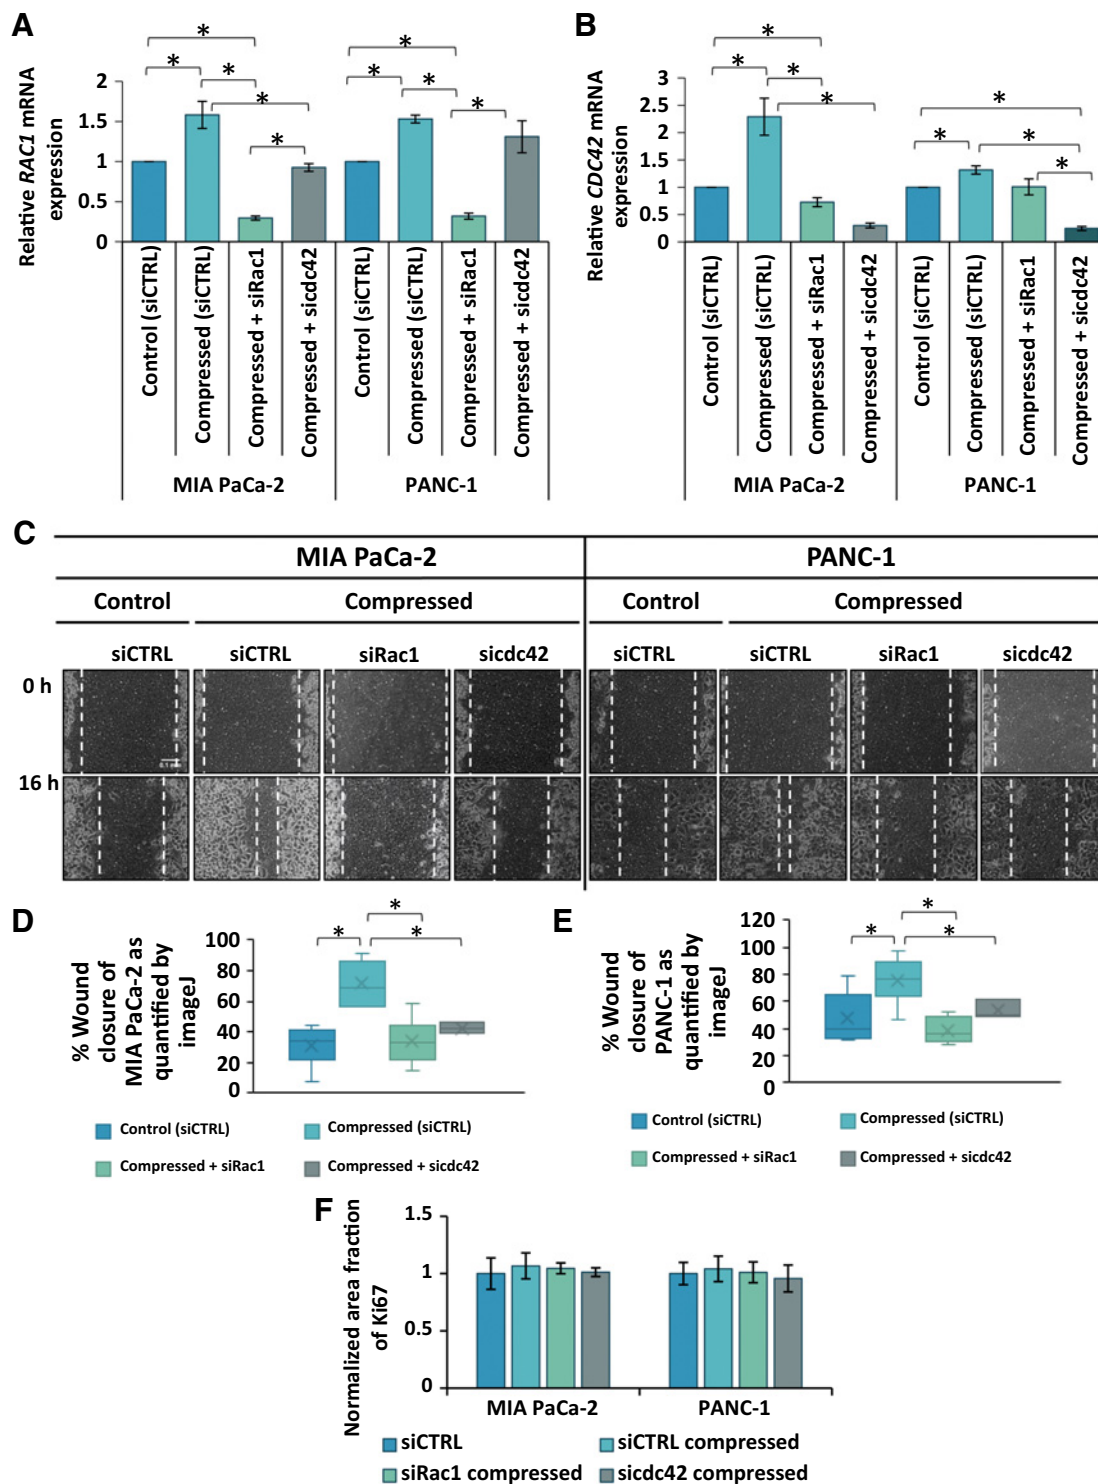 A
Relative RAC1 mRNA
expression
2
1.5
1
0.5
0
* * * * *
* * * *
Control (siCTRL)
Compressed (siCTRL)
Compressed + siRac1
Compressed + sicdc42
Control (siCTRL)
Compressed (siCTRL)
Compressed + siRac1
Compressed + sicdc42
MIA PaCa-2
PANC-1
B
Relative CDC42 mRNA
expression
3
2.5
2
1.5
1
0.5
0
* * * *
* * * *
Control (siCTRL)
Compressed (siCTRL)
Compressed + siRac1
Compressed + sicdc42
Control (siCTRL)
Compressed (siCTRL)
Compressed + siRac1
Compressed + sicdc42
MIA PaCa-2
PANC-1
C
MIA PaCa-2
PANC-1
Control
Compressed
Control
Compressed
siCTRL
siCTRL
siRac1
sicdc42
siCTRL
siCTRL
siRac1
sicdc42
0 h
16 h
D
% Wound
closure of
MIA PaCa-2 as
quantified by
imageJ
100
80
60
40
20
0
* * *
Control (siCTRL)
Compressed (siCTRL)
Compressed + siRac1
Compressed + sicdc42
E
% Wound
closure of
PANC-1 as
quantified by
imageJ
120
100
80
60
40
20
0
* * *
Control (siCTRL)
Compressed (siCTRL)
Compressed + siRac1
Compressed + sicdc42
F
Normalized area fraction
of Ki67
1.5
1
0.5
0
MIA PaCa-2
PANC-1
siCTRL
siCTRL compressed
siRac1 compressed
sicdc42 compressed